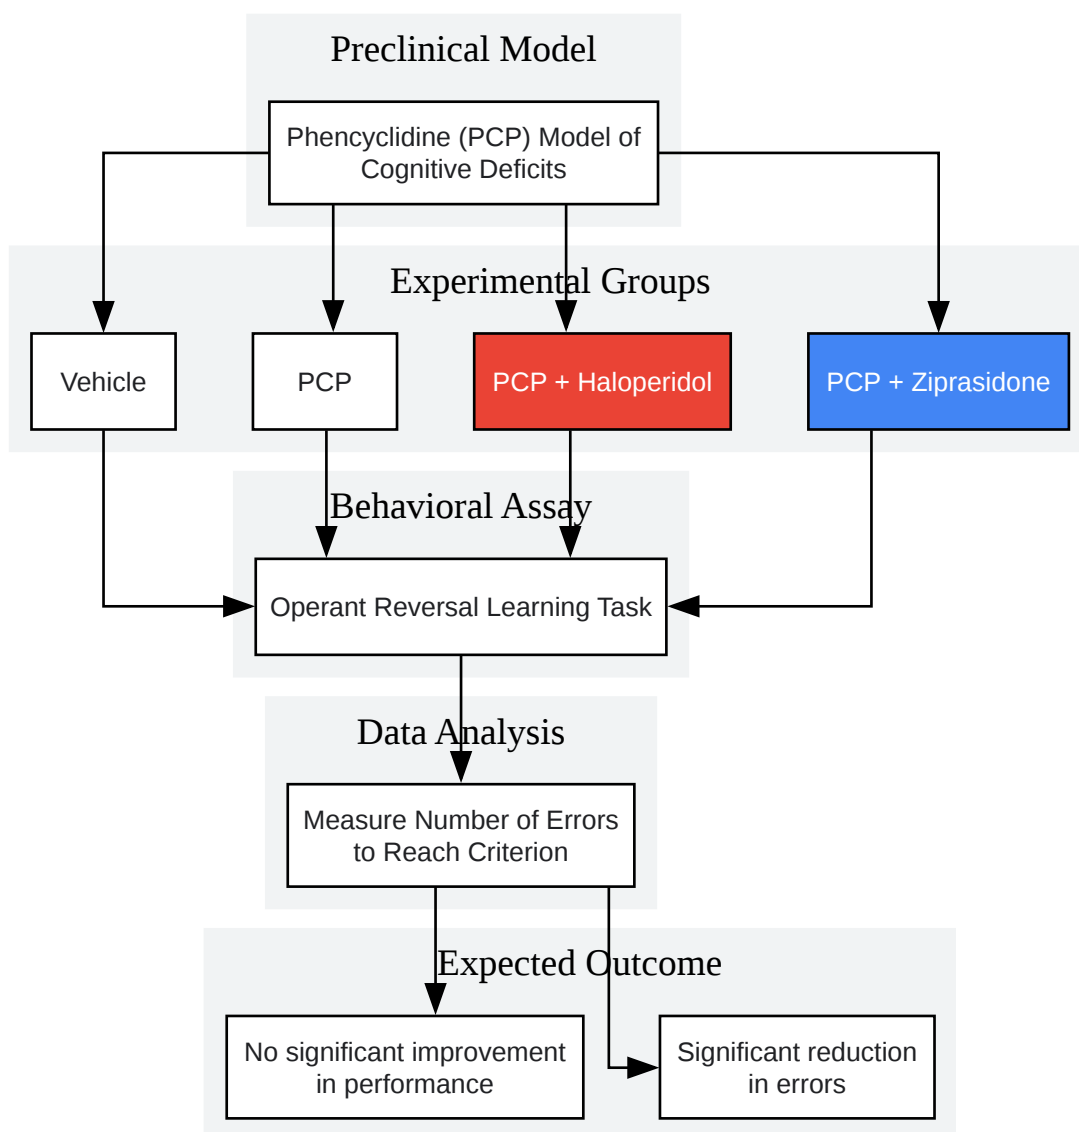 Preclinical Model
Phencyclidine (PCP) Model of
Cognitive Deficits
Experimental Groups
Vehicle
PCP
PCP + Haloperidol
PCP + Ziprasidone
Behavioral Assay
Operant Reversal Learning Task
Data Analysis
Measure Number of Errors
to Reach Criterion
Expected Outcome
No significant improvement
in performance
Significant reduction
in errors